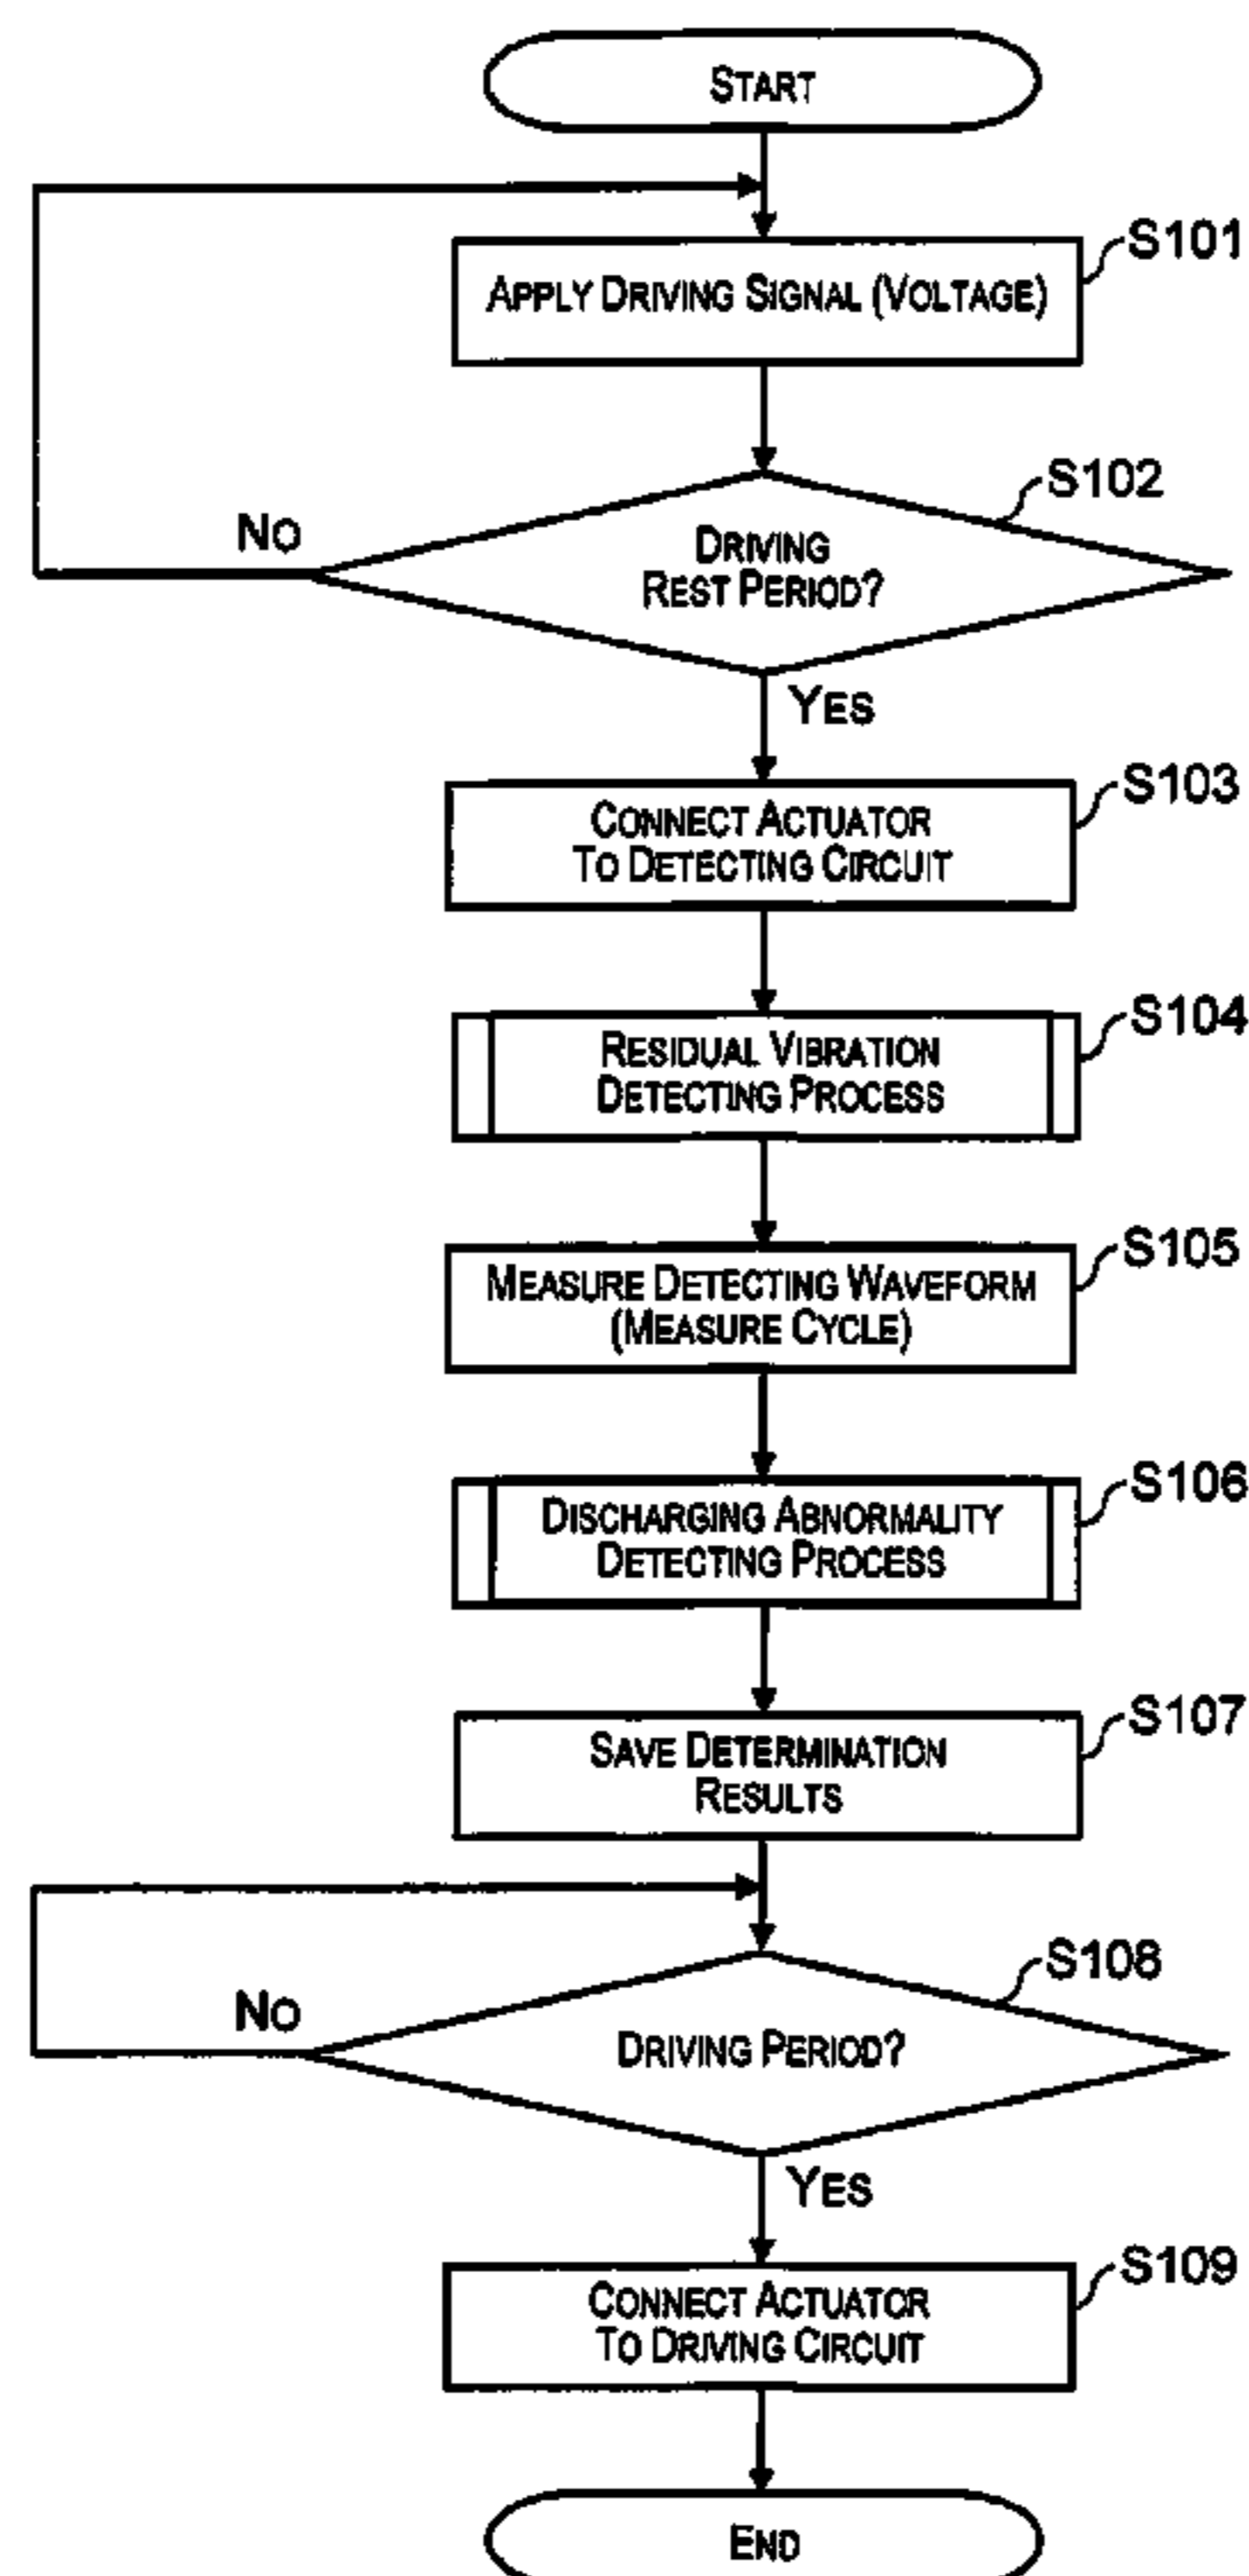 START
S101
APPLY DRIVING SIGNAL (VOLTAGE)
S102
NO
DRIVING
REST PERIOD?
YES
S103
CONNECT ACTUATOR
TO DETECTING CIRCUIT
S104
RESIDUAL VIBRATION
DETECTING PROCESS
S105
MEASURE DETECTING WAVEFORM
(MEASURE CYCLE)
S106
DISCHARGING ABNORMALITY
DETECTING PROCESS
S107
SAVE DETERMINATION
RESULTS
S108
NO
DRIVING PERIOD?
YES
S109
CONNECT ACTUATOR
TO DRIVING CIRCUIT
END